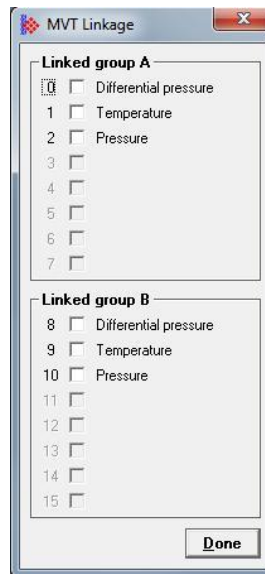 MVT Linkage
Linked group A
0 Differential pressure
1 Temperature
2 Pressure
3
4
5
6
7
Linked group B
8 Differential pressure
9 Temperature
10 Pressure
11
12
13
14
15
Done